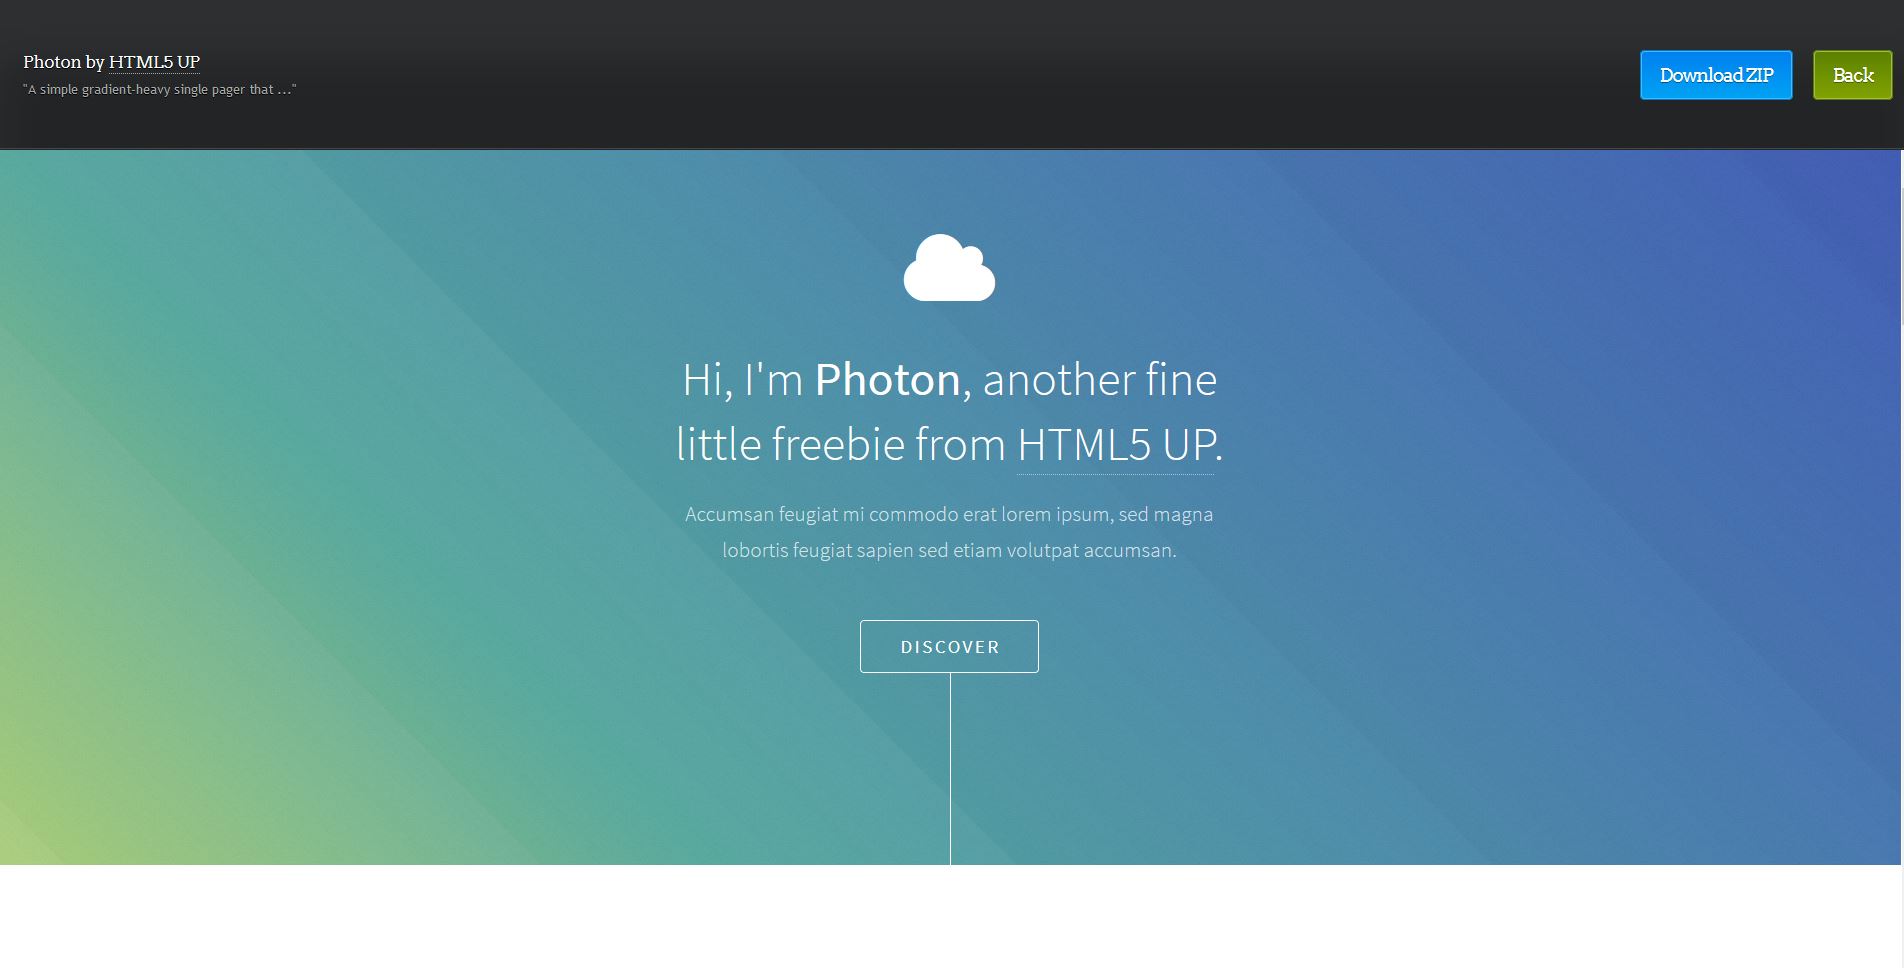 Photon by HTML5 UP
"A simple gradient-heavy single pager that ..."
Download ZIP
Back
Hi, I'm Photon, another fine
little freebie from HTML5 UP.
Accumsan feugiat mi commodo erat lorem ipsum, sed magna
lobortis feugiat sapien sed etiam volutpat accumsan.
DISCOVER